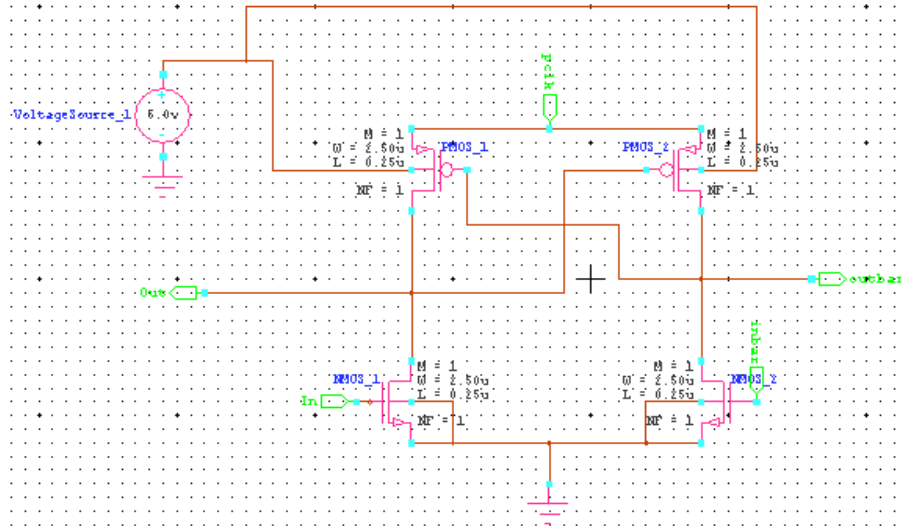 pclk
VoltageSource_1
5.0v
M = 1
W = 2.50u
L = 0.25u
NF = 1
PMOS_1
PMOS_2
M = 1
W = 2.50u
L = 0.25u
NF = 1
Out
outbar
inbar
NMOS_1
M = 1
W = 2.50u
L = 0.25u
NF = 1
In
M = 1
W = 2.50u
L = 0.25u
NF = 1
NMOS_2